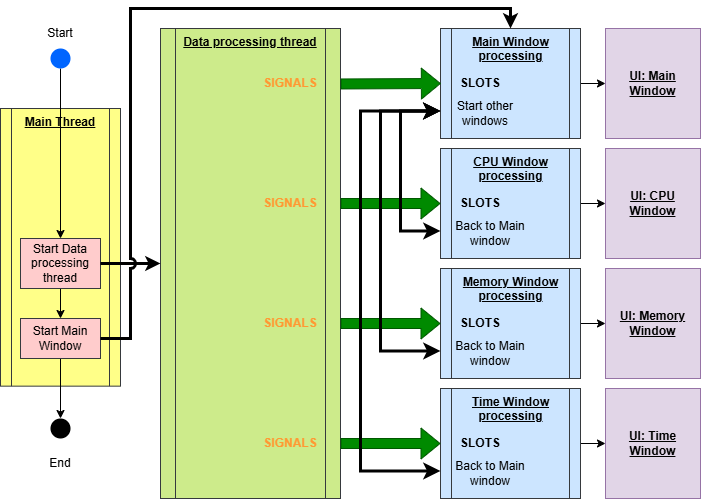 Start
Main Thread
Start Data
processing
thread
Start Main
Window
End
Data processing thread
SIGNALS
SIGNALS
SIGNALS
SIGNALS
Main Window
processing
SLOTS
Start other
windows
UI: Main
Window
CPU Window
processing
SLOTS
Back to Main
window
UI: CPU
Window
Memory Window
processing
SLOTS
Back to Main
window
UI: Memory
Window
Time Window
processing
SLOTS
Back to Main
window
UI: Time
Window